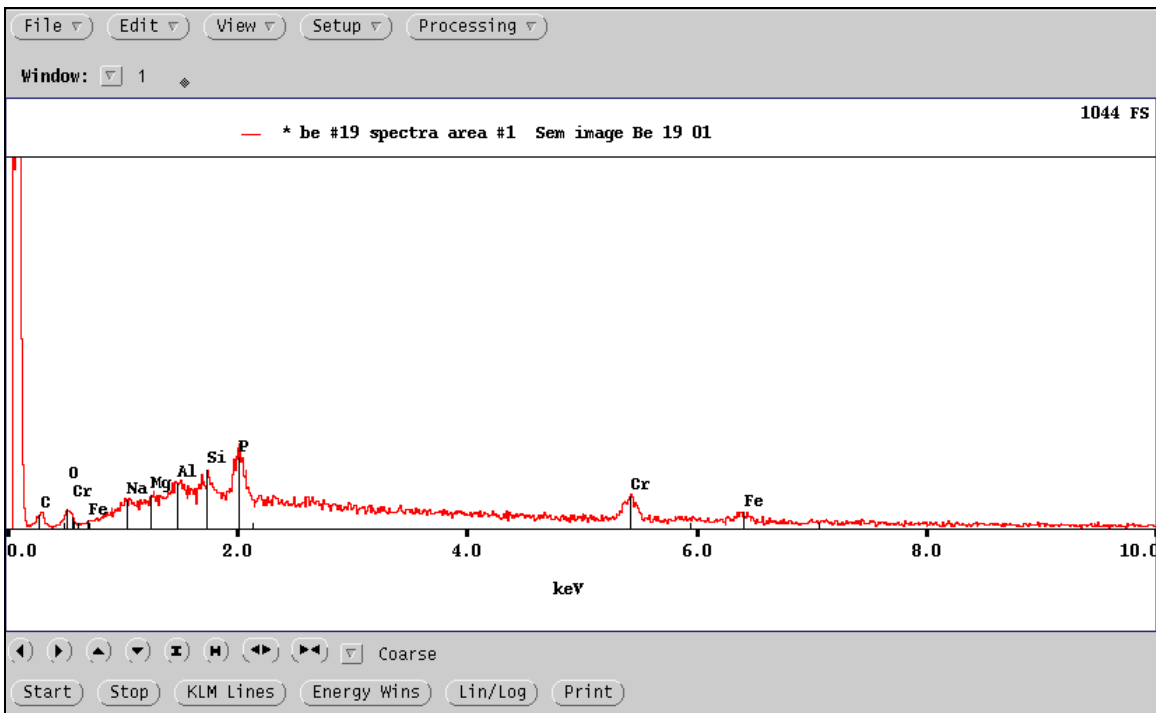 File Edit View Setup Processing
Window: 1
1044 FS
* be #19 spectra area #1 Sem image Be 19 01
C O Cr Fe Na Mg Al Si P Cr Fe
0.0 2.0 4.0 6.0 8.0 10.0
keV
Coarse
Start Stop KLM Lines Energy Wins Lin/Log Print